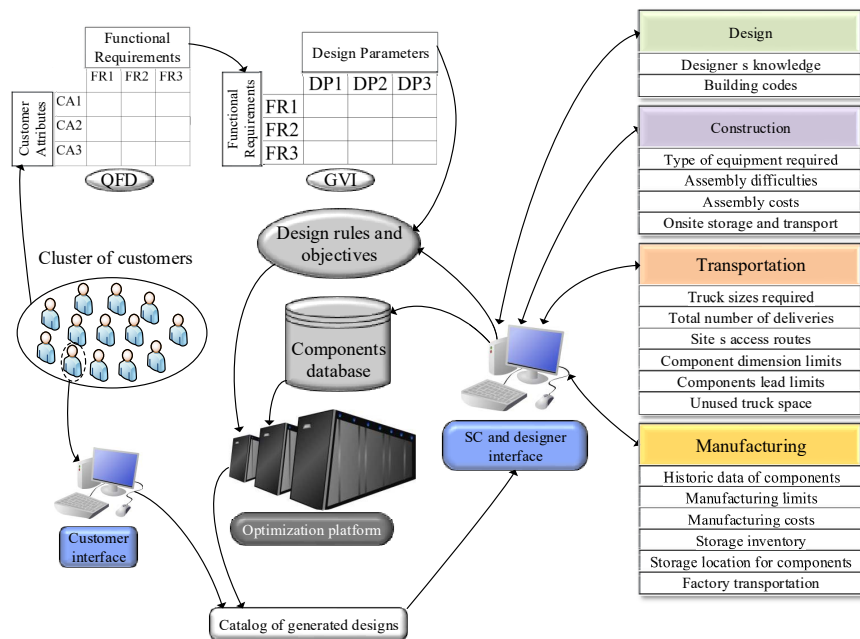 Functional
Requirements
FR1 FR2 FR3
Customer
Attributes
CA1
CA2
CA3
QFD
Design Parameters
DP1 DP2 DP3
Functional
Requirements
FR1
FR2
FR3
GVI
Design rules and
objectives
Cluster of customers
Components
database
Customer
interface
Optimization platform
SC and designer
interface
Catalog of generated designs
Design
Designer s knowledge
Building codes
Construction
Type of equipment required
Assembly difficulties
Assembly costs
Onsite storage and transport
Transportation
Truck sizes required
Total number of deliveries
Site s access routes
Component dimension limits
Components lead limits
Unused truck space
Manufacturing
Historic data of components
Manufacturing limits
Manufacturing costs
Storage inventory
Storage location for components
Factory transportation